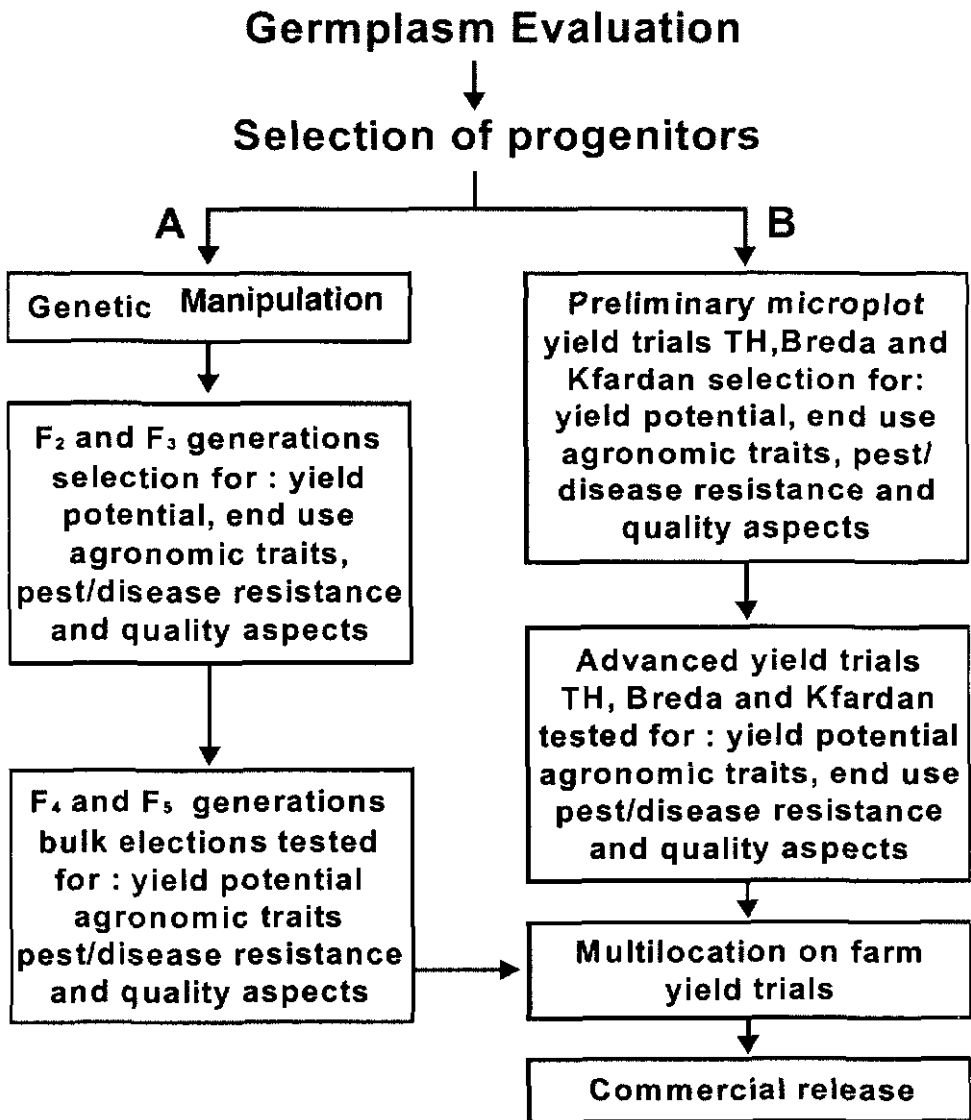 Germplasm Evaluation
Selection of progenitors
A
Genetic Manipulation
F₂ and F₃ generations
selection for : yield
potential, end use
agronomic traits,
pest/disease resistance
and quality aspects
F₄ and F₅ generations
bulk elections tested
for : yield potential
agronomic traits
pest/disease resistance
and quality aspects
B
Preliminary microplot
yield trials TH,Breda and
Kfardan selection for:
yield potential, end use
agronomic traits, pest/
disease resistance and
quality aspects
Advanced yield trials
TH, Breda and Kfardan
tested for : yield potential
agronomic traits, end use
pest/disease resistance
and quality aspects
Multilocation on farm
yield trials
Commercial release